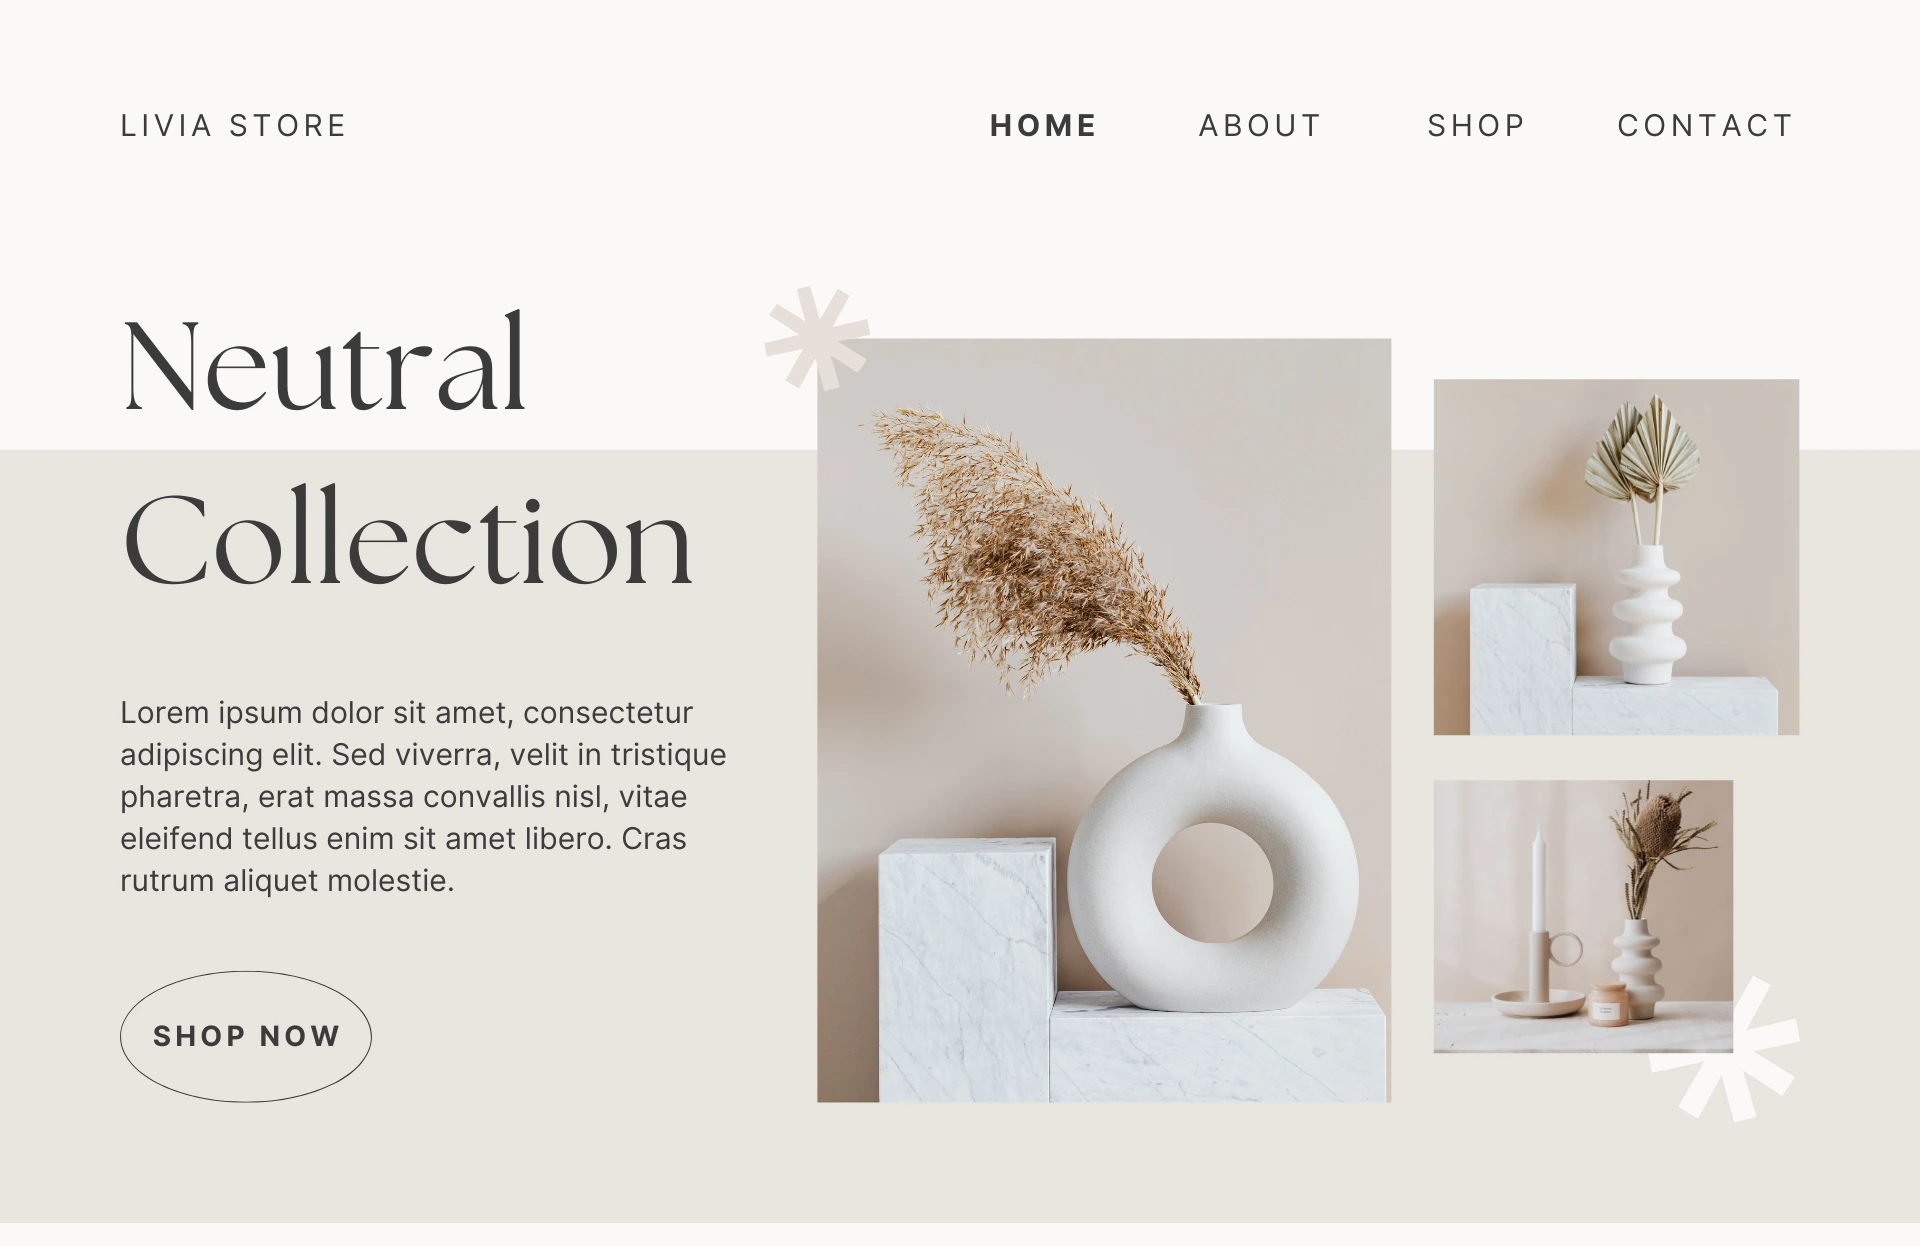 LIVIA STORE
HOME ABOUT SHOP CONTACT
Neutral
Collection
Lorem ipsum dolor sit amet, consectetur
adipiscing elit. Sed viverra, velit in tristique
pharetra, erat massa convallis nisl, vitae
eleifend tellus enim sit amet libero. Cras
rutrum aliquet molestie.
SHOP NOW